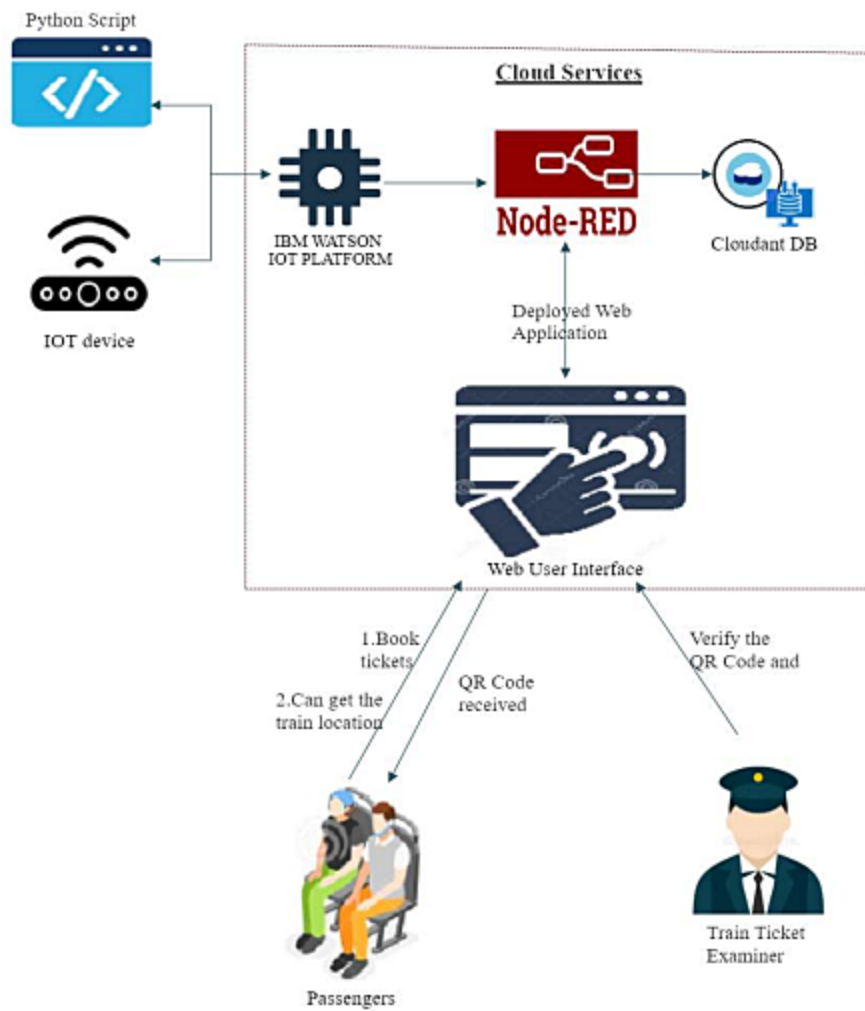 Python Script
Cloud Services
IBM WATSON
IOT PLATFORM
Node-RED
Cloudant DB
IOT device
Deployed Web
Application
Web User Interface
1.Book
tickets
2.Can get the
train location
QR Code
received
Verify the
QR Code and
Train Ticket
Examiner
Passengers